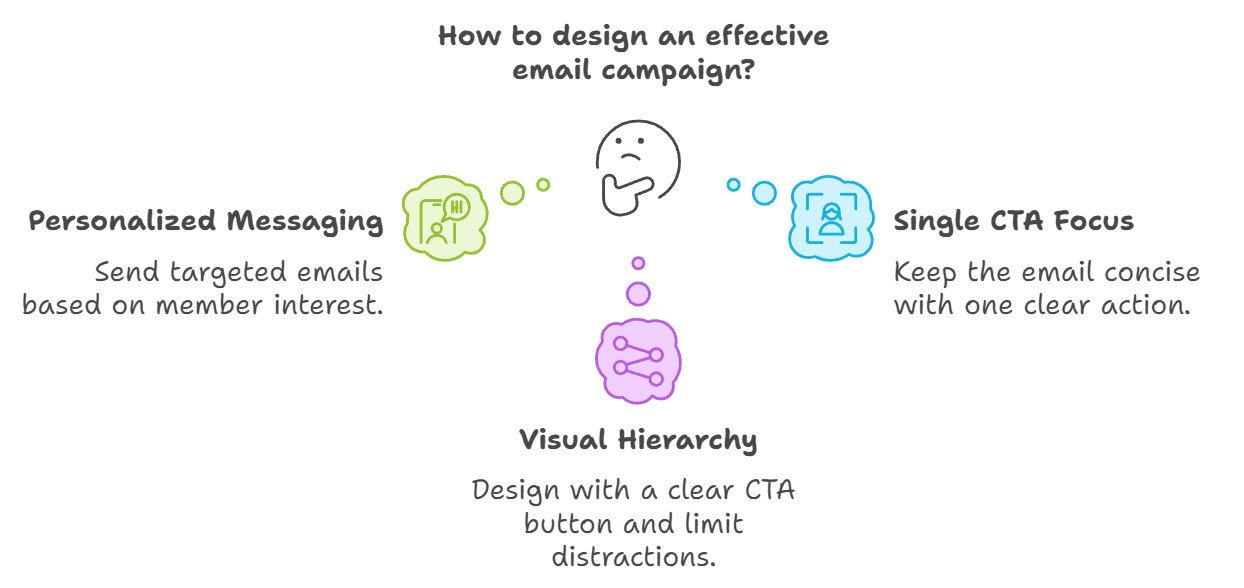 How to design an effective
email campaign?
HI
Personalized Messaging
Send targeted emails
based on member interest.
Single CTA Focus
Keep the email concise
with one clear action.
Visual Hierarchy
Design with a clear CTA
button and limit
distractions.